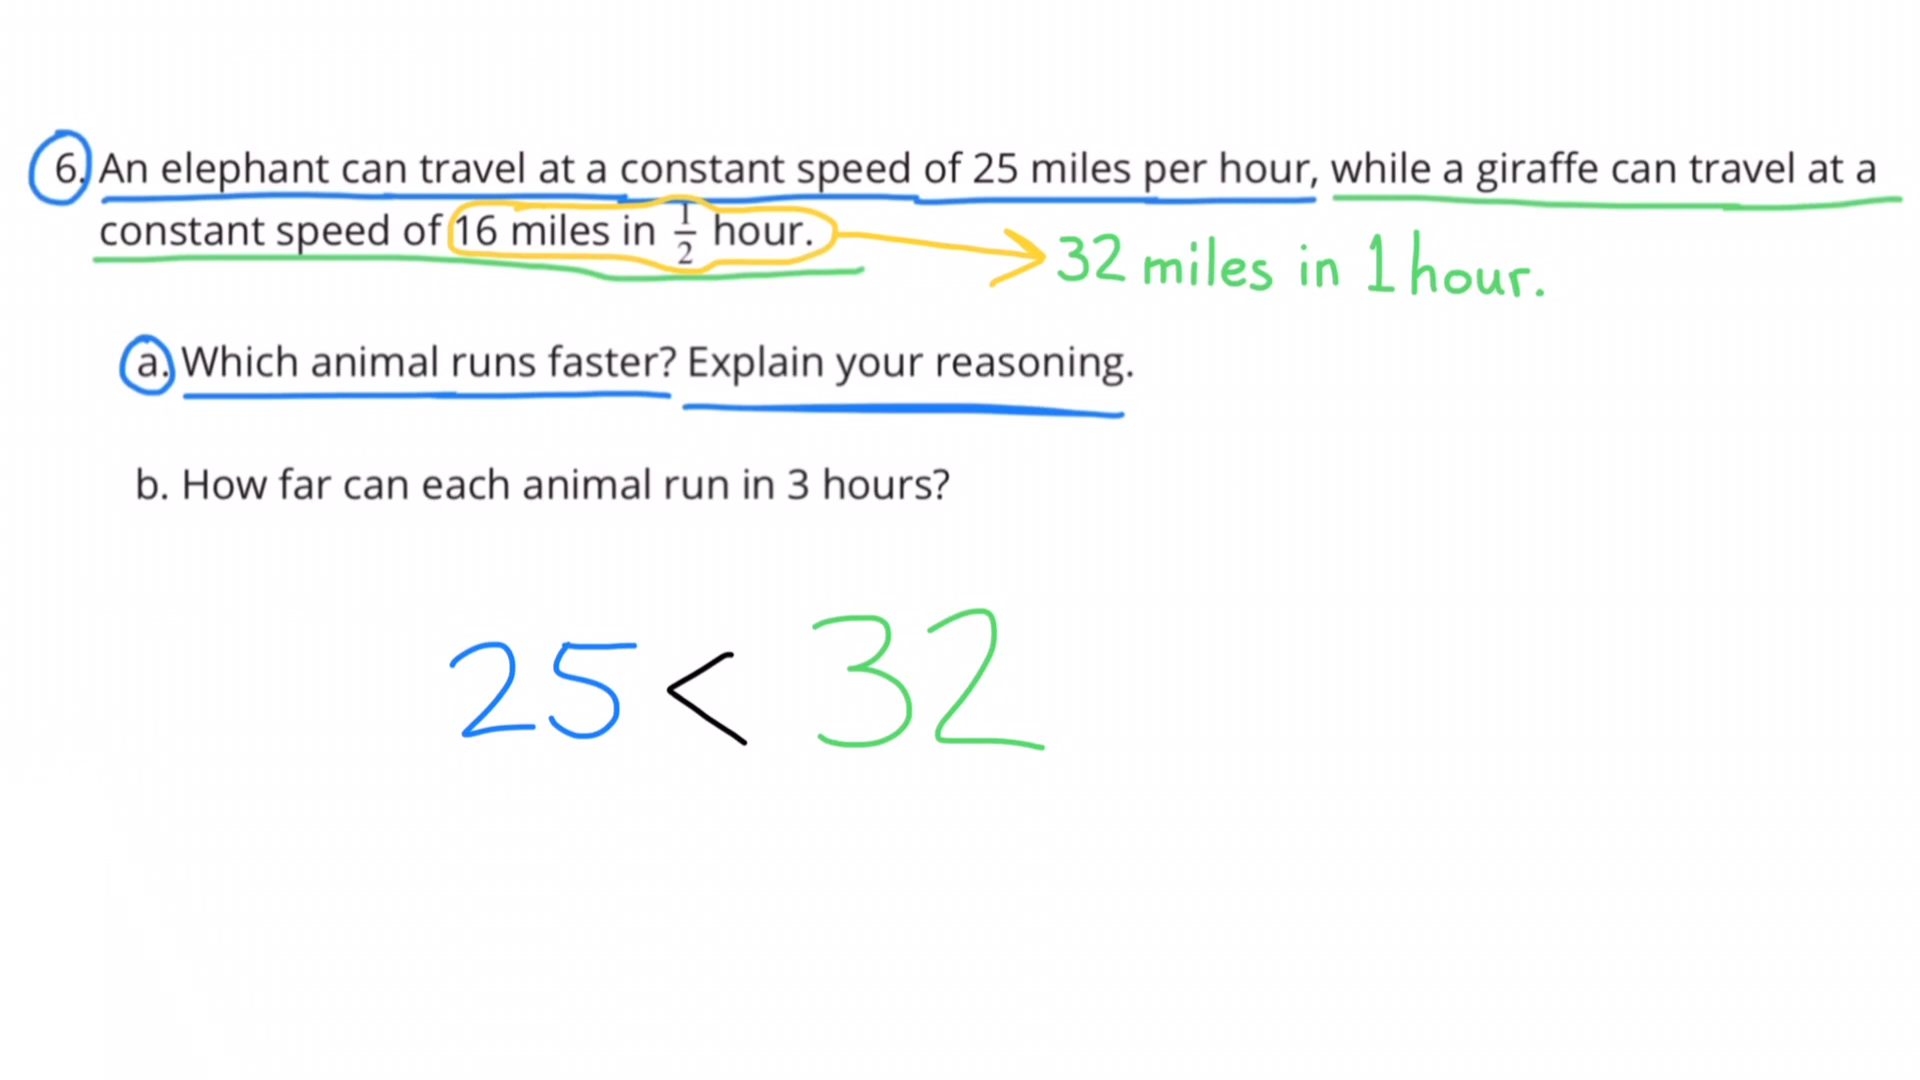 6. An elephant can travel at a constant speed of 25 miles per hour, while a giraffe can travel at a
constant speed of 16 miles in 1/2 hour.
32 miles in 1 hour.
a. Which animal runs faster? Explain your reasoning.
b. How far can each animal run in 3 hours?
25 < 32